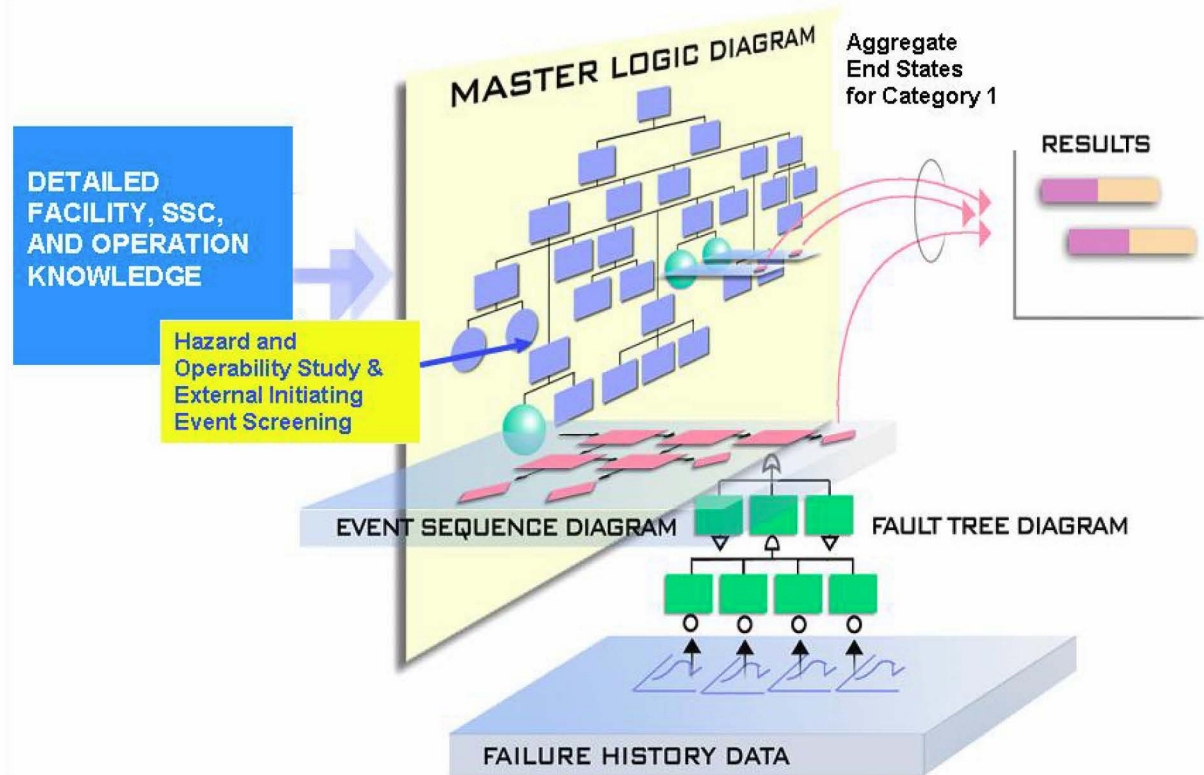 MASTER LOGIC DIAGRAM
Aggregate
End States
for Category 1
RESULTS
DETAILED
FACILITY, SSC,
AND OPERATION
KNOWLEDGE
Hazard and
Operability Study &
External Initiating
Event Screening
EVENT SEQUENCE DIAGRAM
FAULT TREE DIAGRAM
FAILURE HISTORY DATA